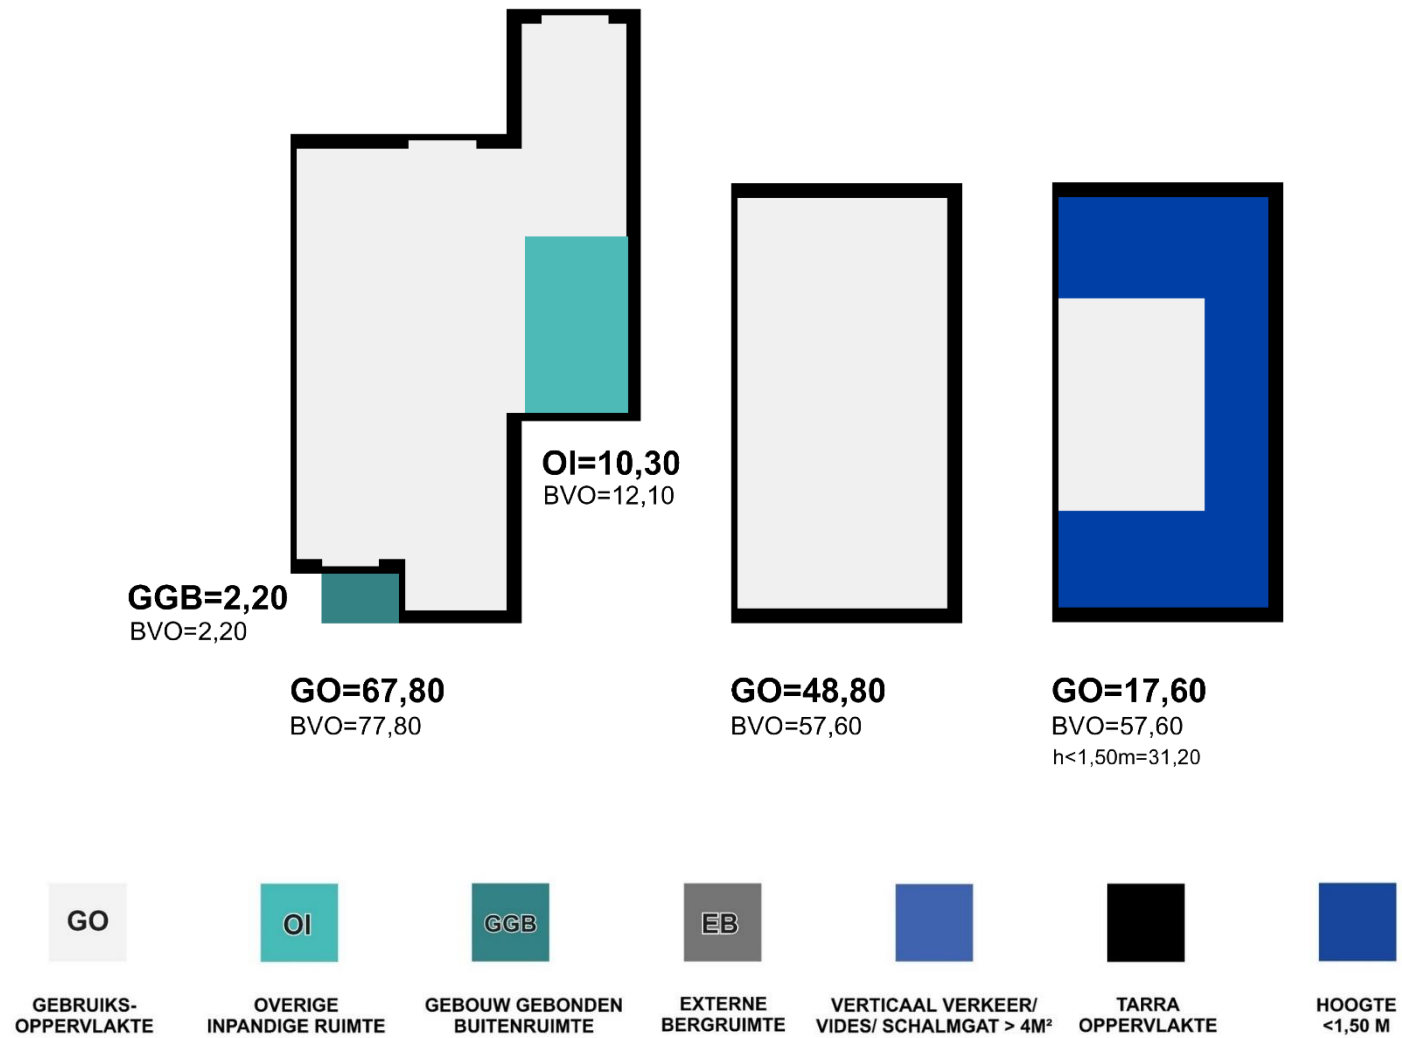 OI=10,30
BVO=12,10
GGB=2,20
BVO=2,20
GO=67,80
BVO=77,80
GO=48,80
BVO=57,60
GO=17,60
BVO=57,60
h<1,50m=31,20
GO
GEBRUIKS-
OPPERVLAKTE
OI
OVERIGE
INPANDIGE RUIMTE
GGB
GEBOUW GEBONDEN
BUITENRUIMTE
EB
EXTERNE
BERGRUIMTE
VERTICAAL VERKEER/
VIDES/ SCHALMGAT > 4M²
TARRA
OPPERVLAKTE
HOOGTE
<1,50 M